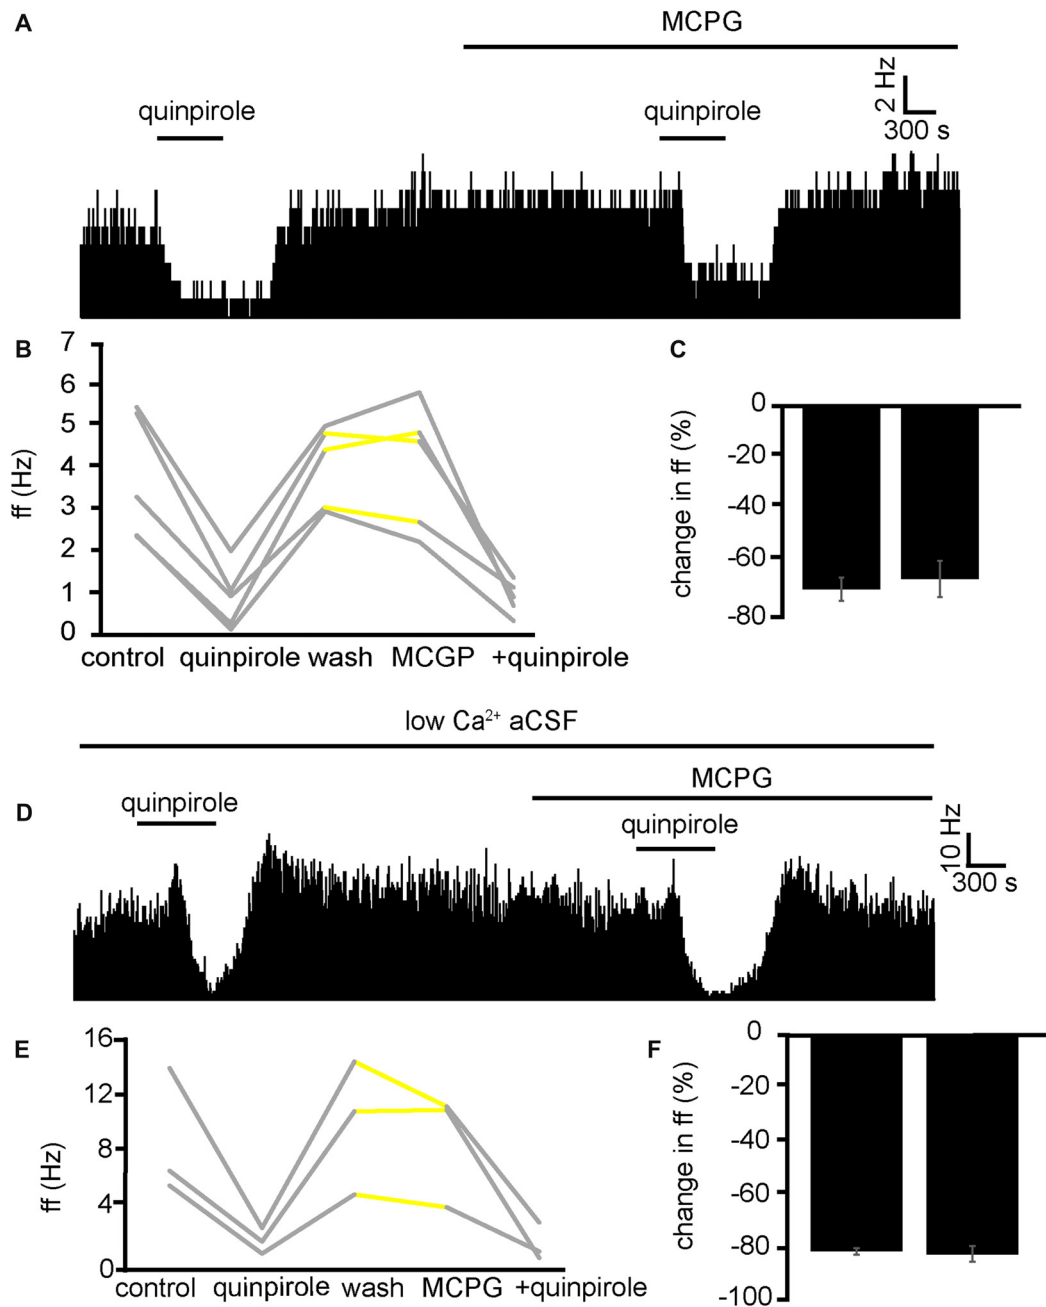 A
MCPG
quinpirole
quinpirole
2 Hz
300 s
B
7
6
5
4
3
2
1
0
ff (Hz)
control quinpirole wash MCGP +quinpirole
C
0
-20
-40
-60
-80
change in ff (%)
low Ca²⁺ aCSF
MCPG
D
quinpirole
quinpirole
10 Hz
300 s
E
16
12
8
4
0
ff (Hz)
control quinpirole wash MCPG +quinpirole
F
0
-20
-40
-60
-80
-100
change in ff (%)